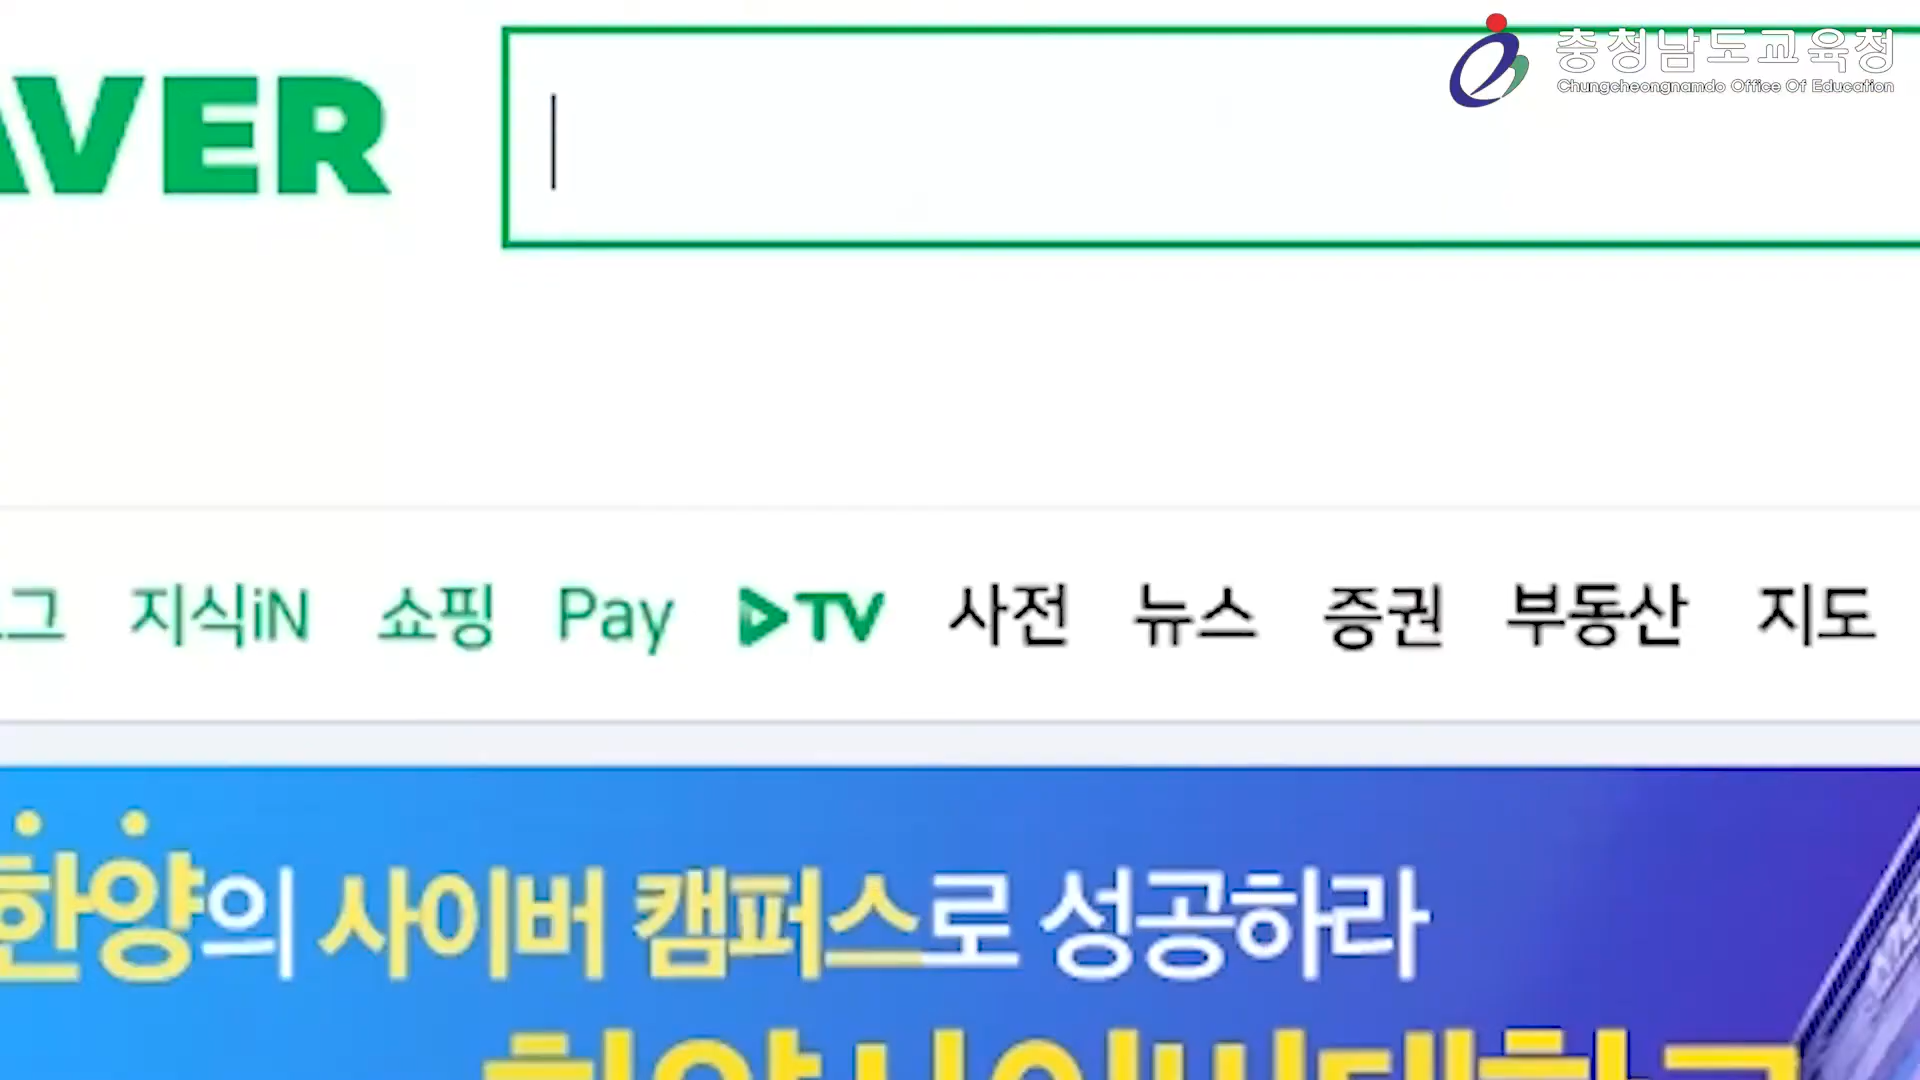 충청남도교육청
Chungcheongnamdo Office Of Education
AVER
그 지식iN 쇼핑 Pay TV 사전 뉴스 증권 부동산 지도
한양의 사이버 캠퍼스로 성공하라